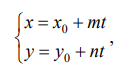 x = x₀ + mt
y = y₀ + nt ,